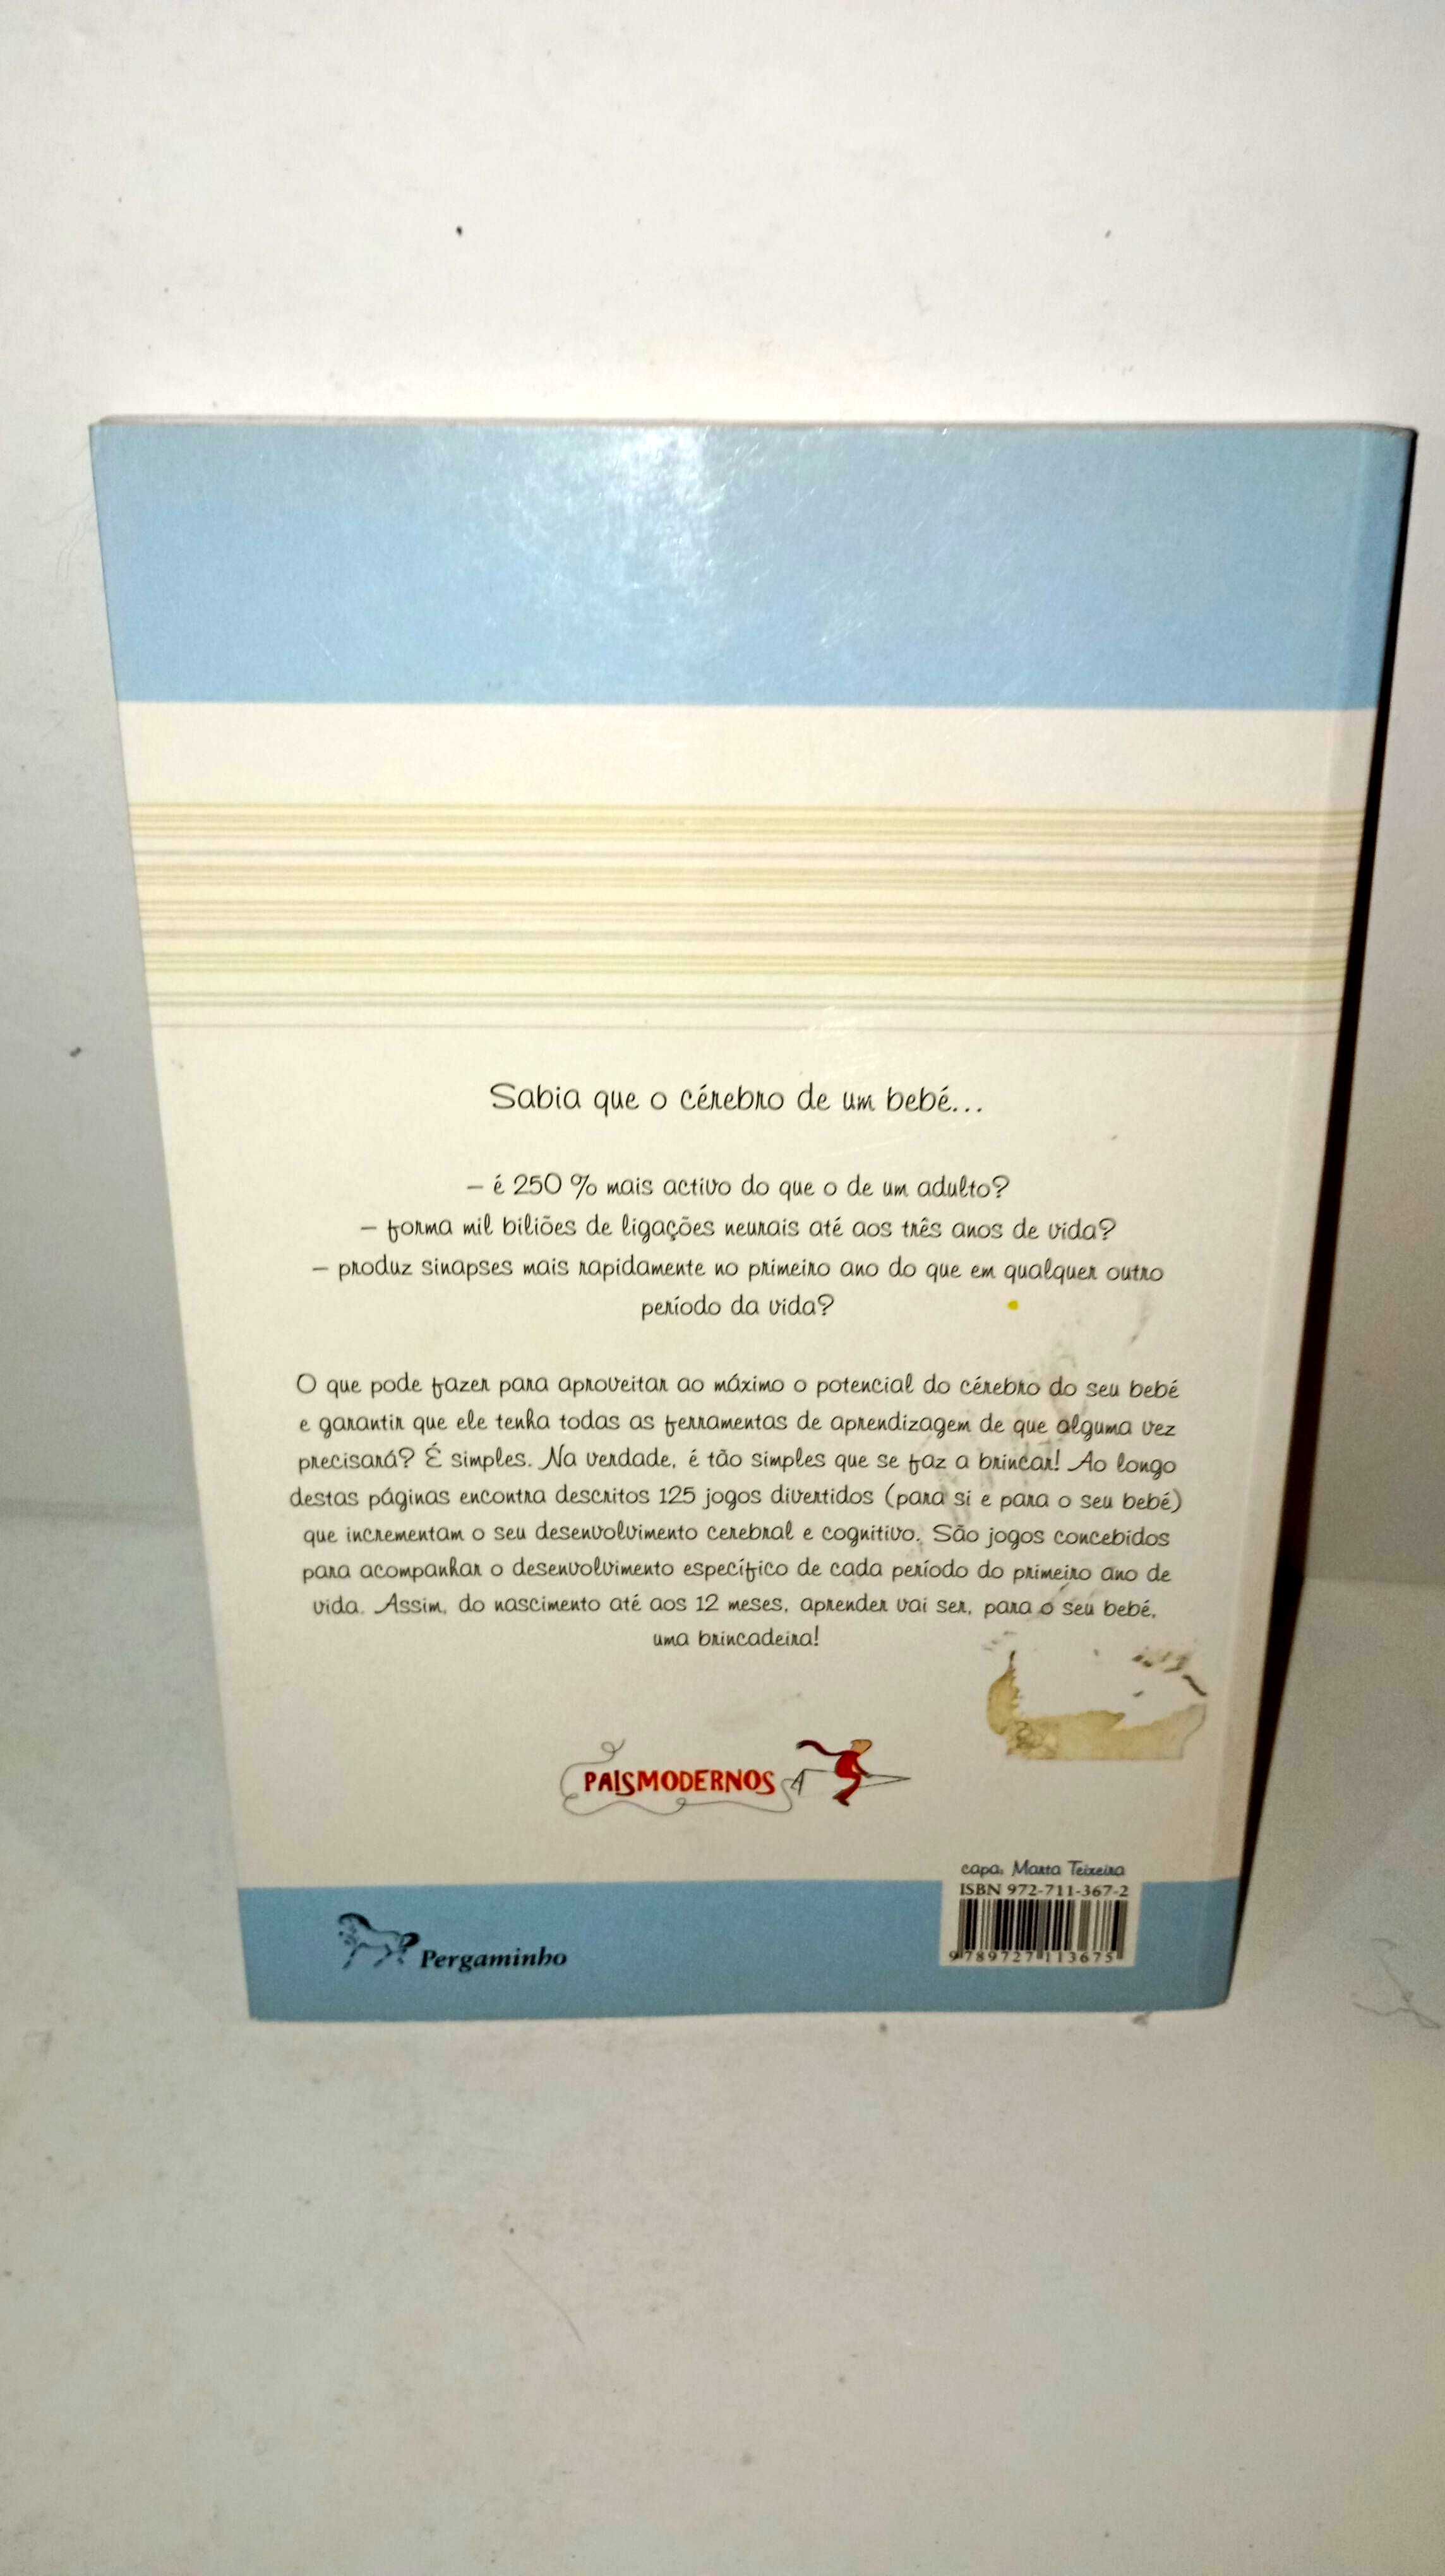 Sabia que o cérebro de um bebé...
– é 250 % mais activo do que o de um adulto?
– forma mil biliões de ligações neurais até aos três anos de vida?
– produz sinapses mais rapidamente no primeiro ano do que em qualquer outro
período da vida?
O que pode fazer para aproveitar ao máximo o potencial do cérebro do seu bebé
e garantir que ele tenha todas as ferramentas de aprendizagem de que alguma vez
precisará? É simples. Na verdade, é tão simples que se faz a brincar! Ao longo
destas páginas encontra descritos 125 jogos divertidos (para si e para o seu bebé)
que incrementam o seu desenvolvimento cerebral e cognitivo. São jogos concebidos
para acompanhar o desenvolvimento específico de cada período do primeiro ano de
vida. Assim, do nascimento até aos 12 meses, aprender vai ser, para o seu bebé,
uma brincadeira!
PAISMODERNOS
capa: Marta Teixeira
ISBN 972-711-367-2
9789727113675
Pergaminho